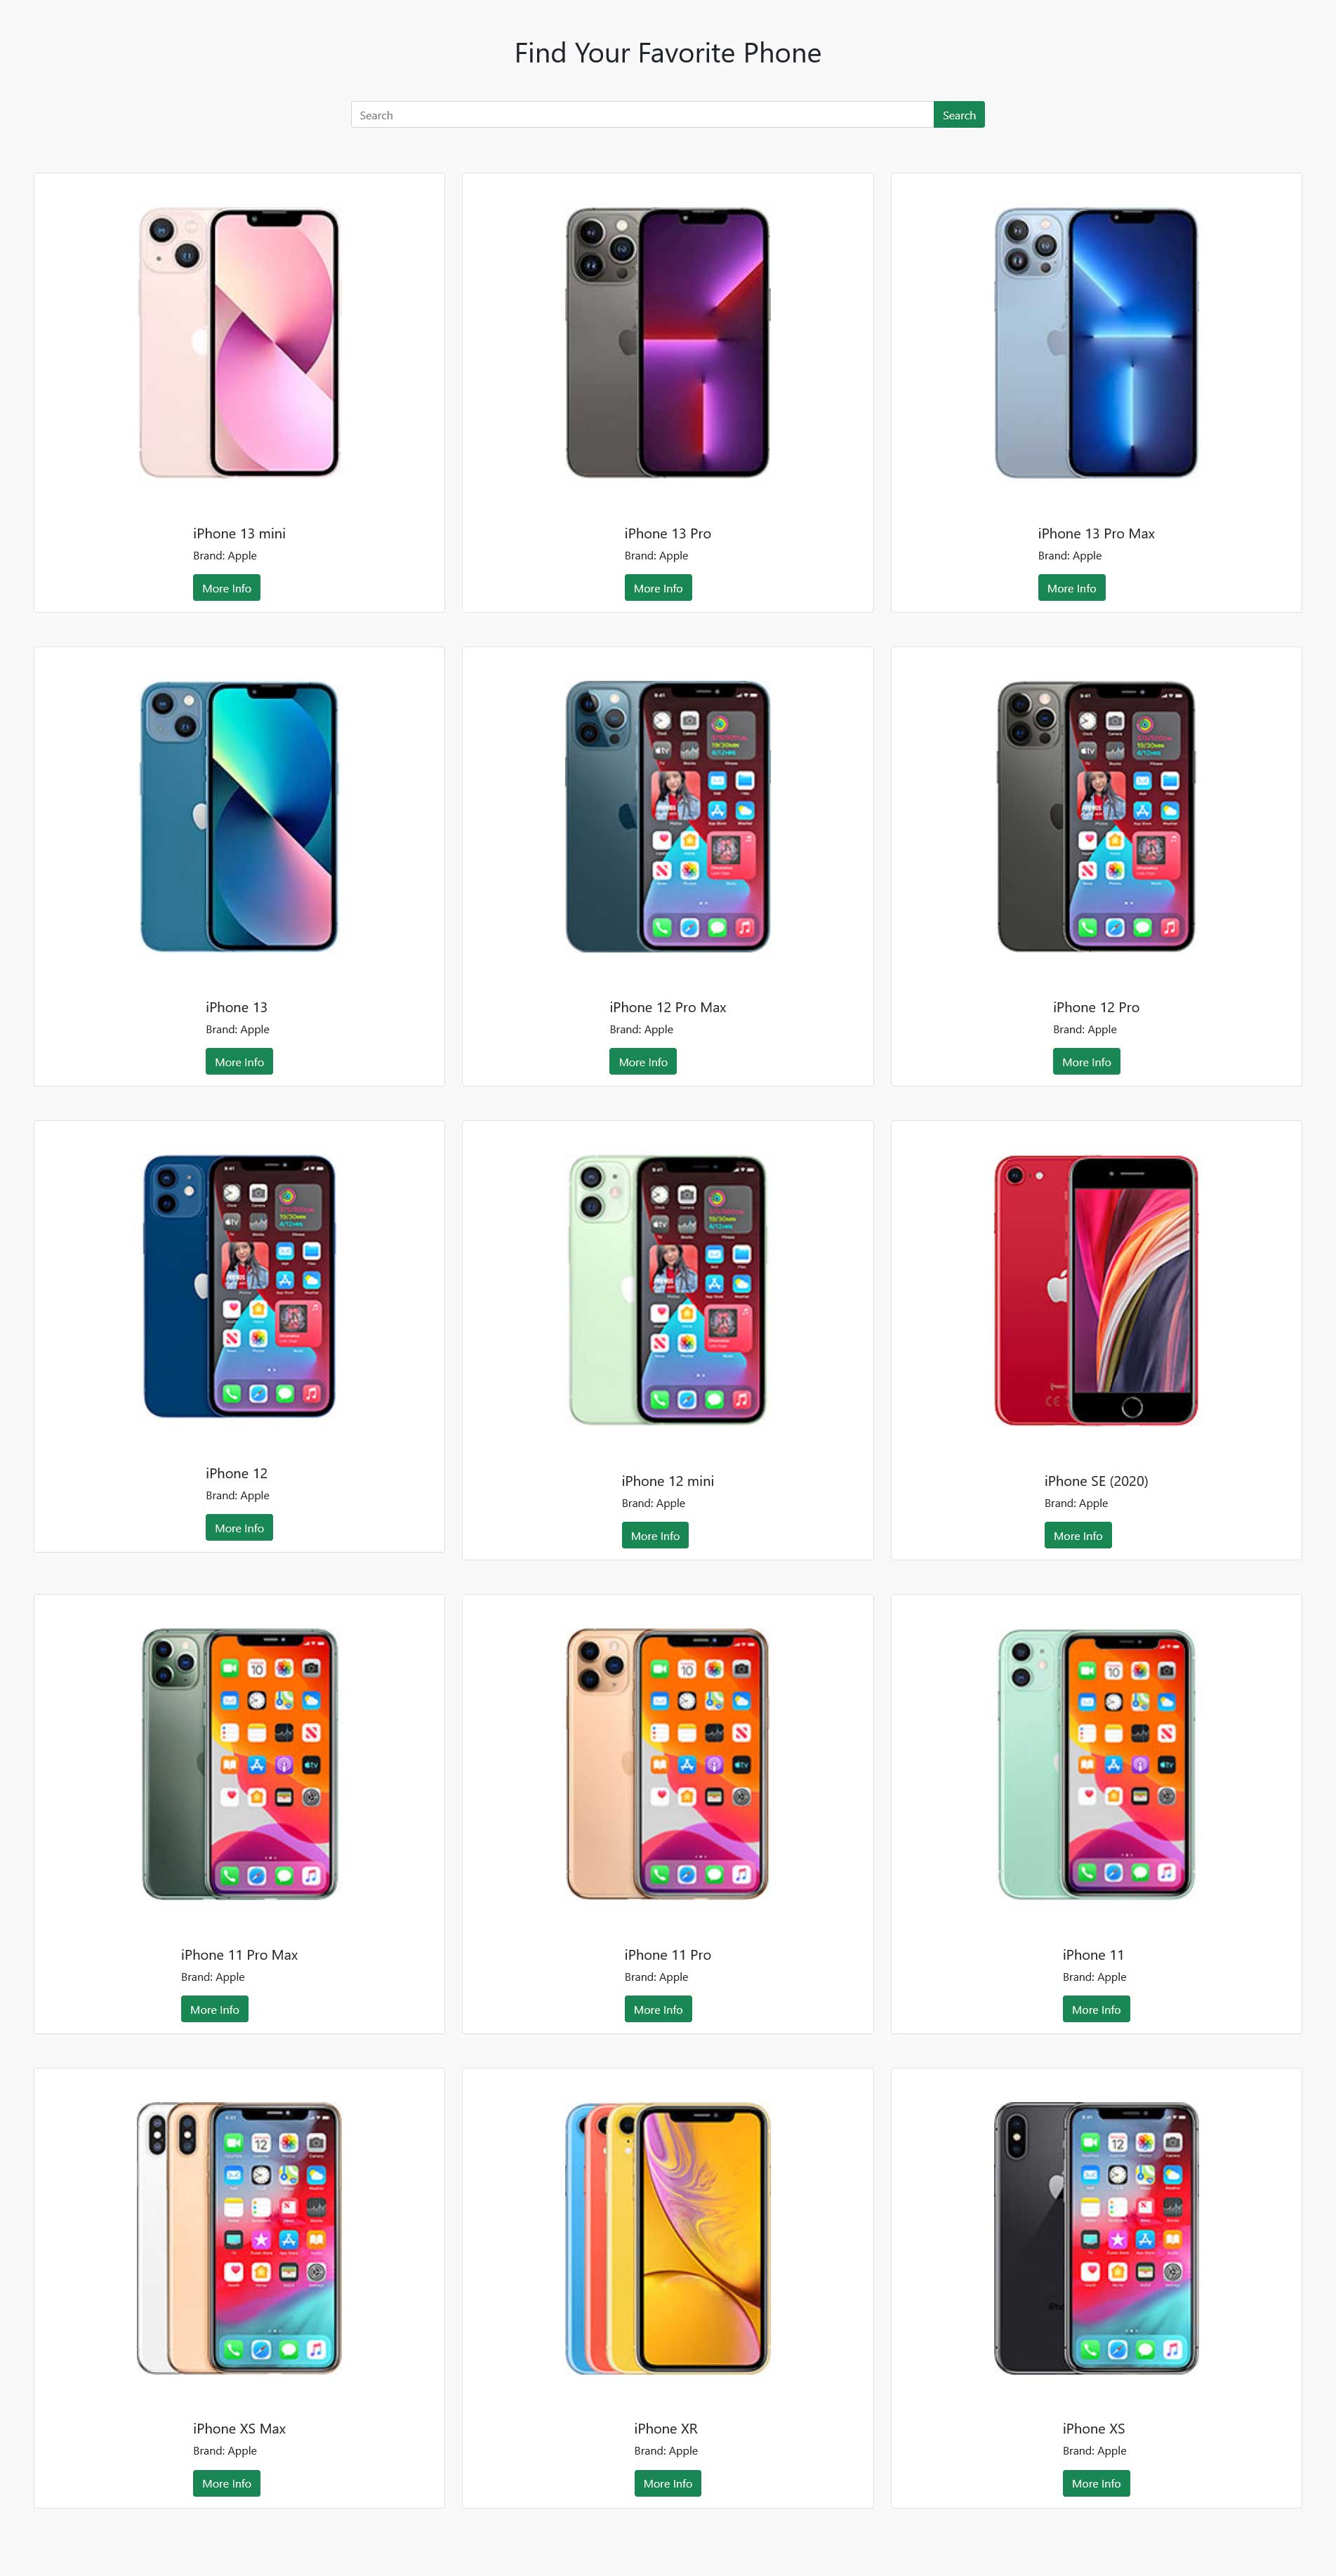 Find Your Favorite Phone
Search
Search
iPhone 13 mini
Brand: Apple
More Info
iPhone 13 Pro
Brand: Apple
More Info
iPhone 13 Pro Max
Brand: Apple
More Info
iPhone 13
Brand: Apple
More Info
iPhone 12 Pro Max
Brand: Apple
More Info
iPhone 12 Pro
Brand: Apple
More Info
iPhone 12
Brand: Apple
More Info
iPhone 12 mini
Brand: Apple
More Info
iPhone SE (2020)
Brand: Apple
More Info
iPhone 11 Pro Max
Brand: Apple
More Info
iPhone 11 Pro
Brand: Apple
More Info
iPhone 11
Brand: Apple
More Info
iPhone XS Max
Brand: Apple
More Info
iPhone XR
Brand: Apple
More Info
iPhone XS
Brand: Apple
More Info